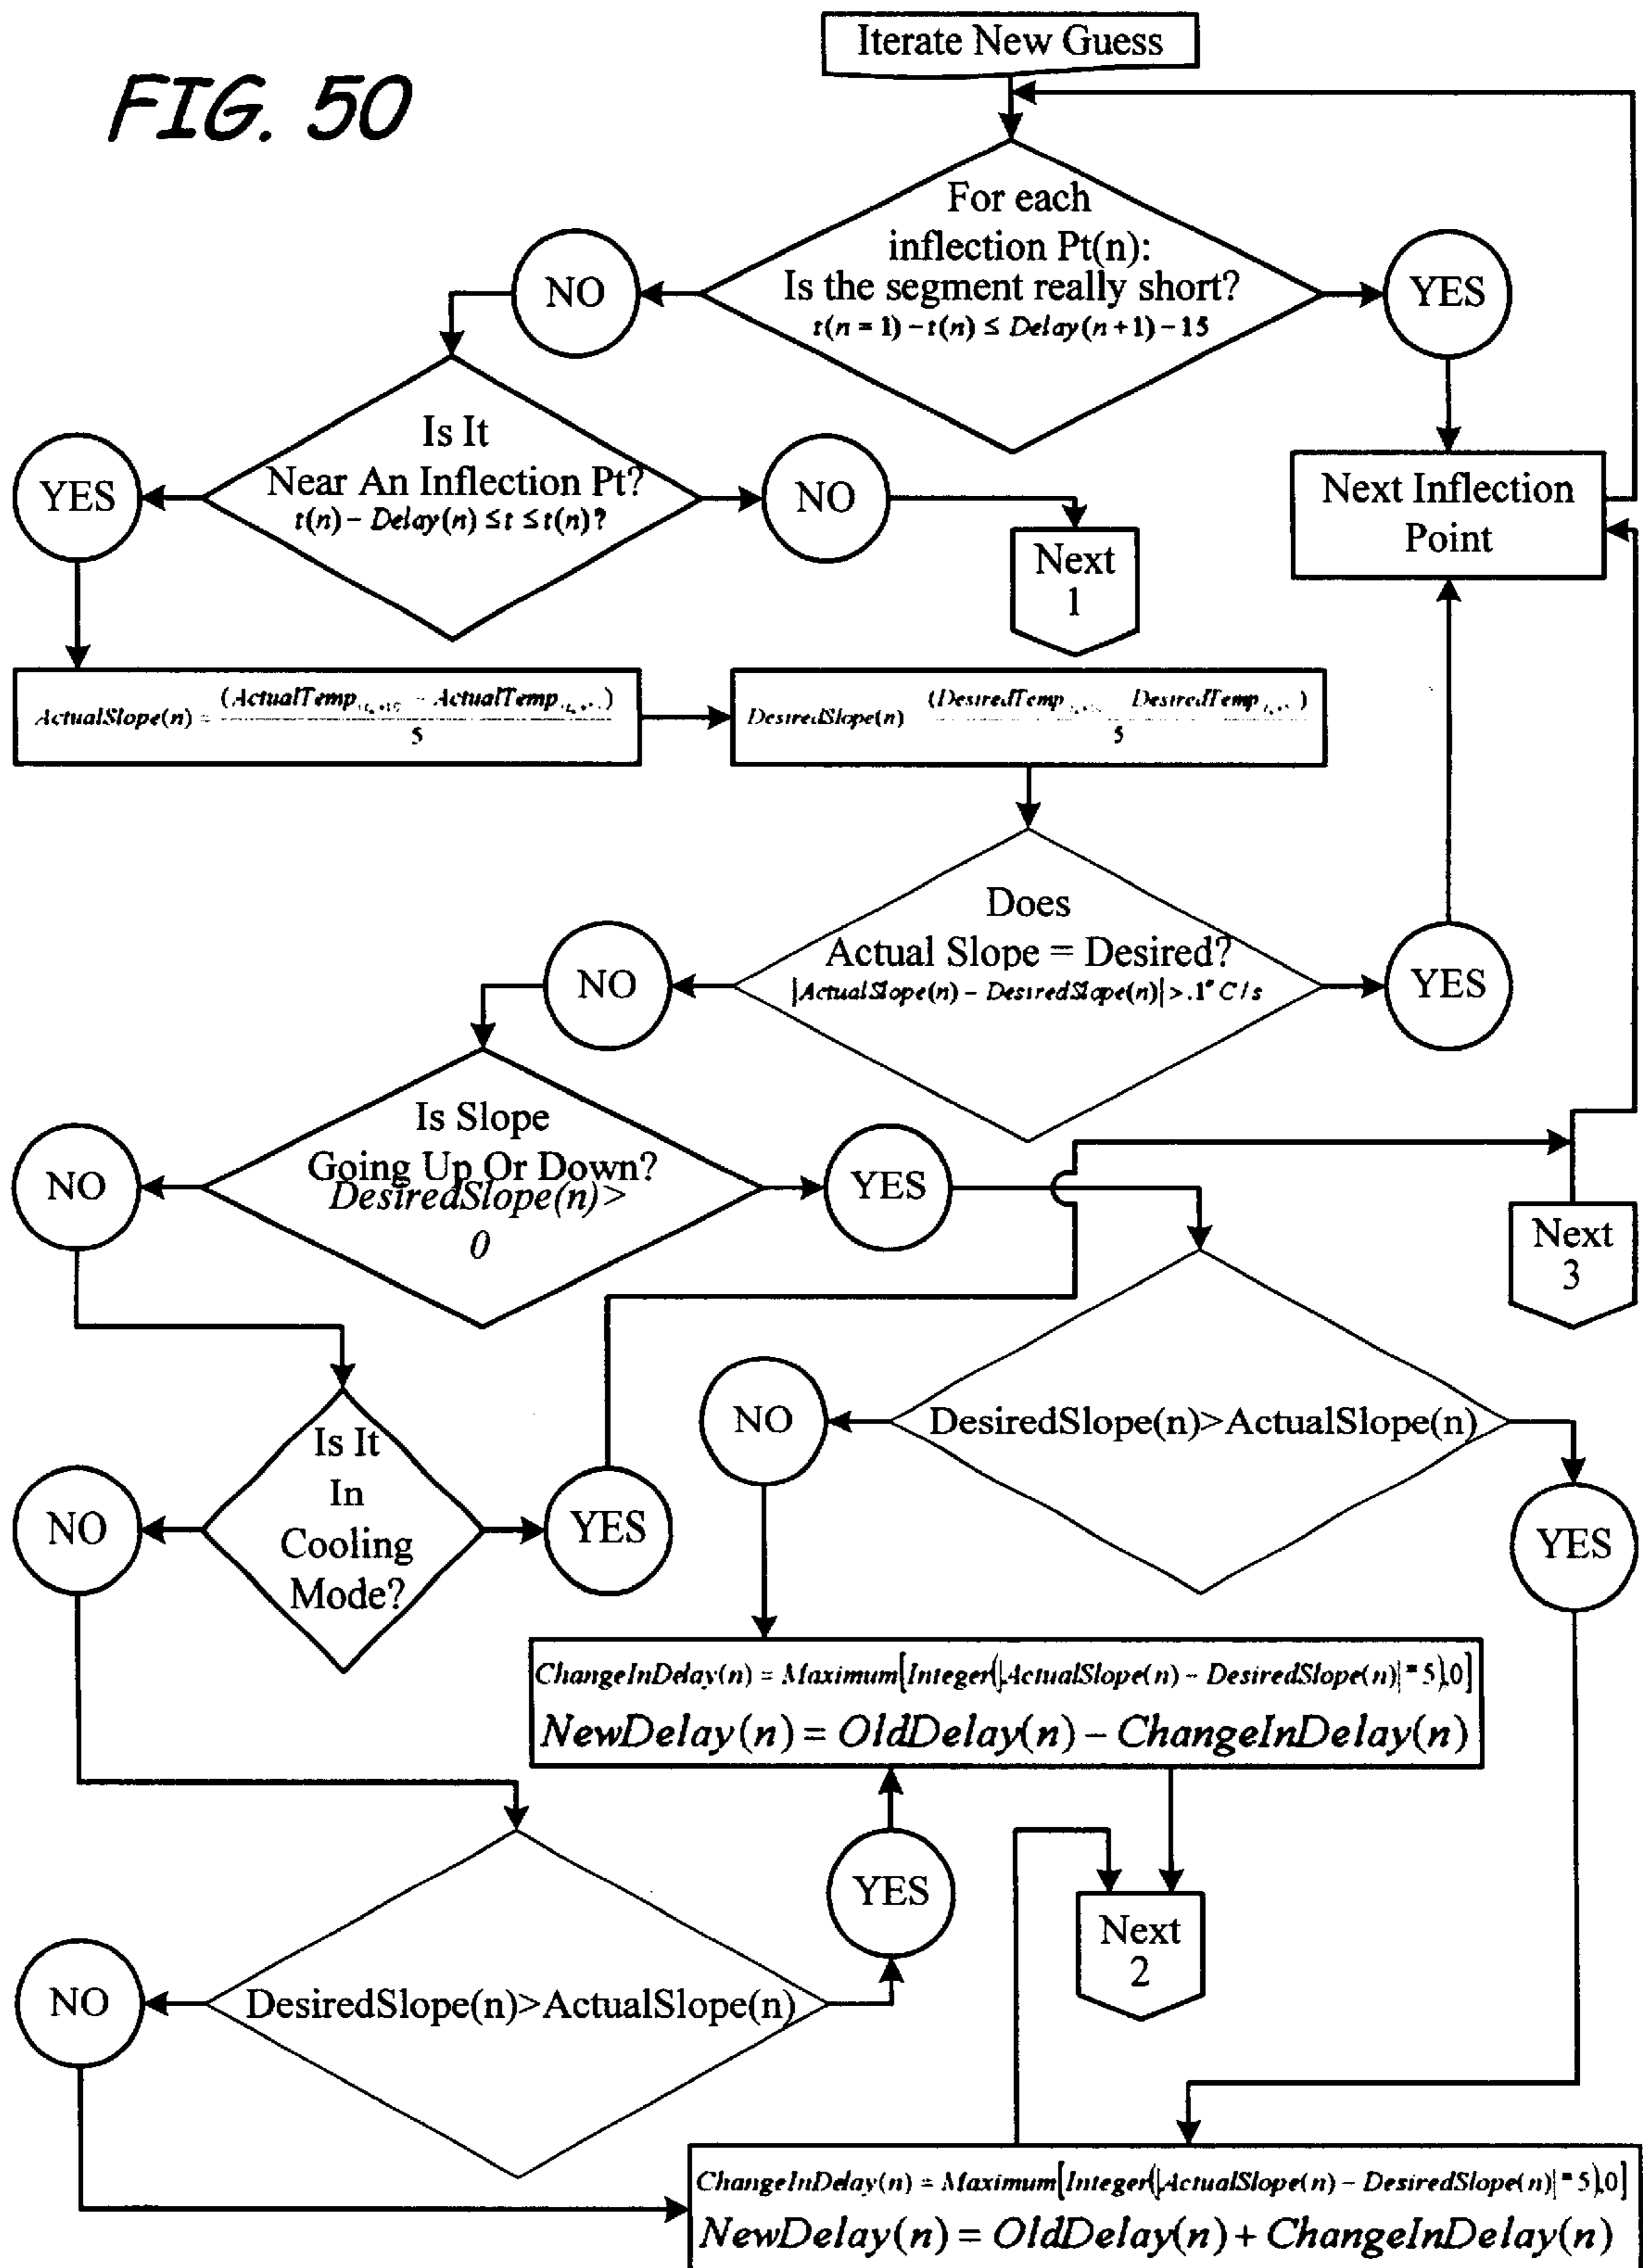 FIG. 50
Iterate New Guess
For each
inflection Pt(n):
Is the segment really short?
t(n = 1) – t(n) ≤ Delay(n+1) – 15
NO
YES
Is It
Near An Inflection Pt?
t(n) – Delay(n) ≤ t ≤ t(n)?
YES
NO
Next
1
Next Inflection
Point
ActualSlope(n) = (ActualTemp – ActualTemp)
5
DesiredSlope(n) (DesiredTemp DesiredTemp)
5
Does
Actual Slope = Desired?
|ActualSlope(n) – DesiredSlope(n)| > .1° C/s
NO
YES
Is Slope
Going Up Or Down?
DesiredSlope(n)>
0
NO
YES
Next
3
Is It
In
Cooling
Mode?
NO
YES
DesiredSlope(n)>ActualSlope(n)
NO
YES
ChangeInDelay(n) = Maximum[Integer(|ActualSlope(n) – DesiredSlope(n)| * 5),0]
NewDelay(n) = OldDelay(n) – ChangeInDelay(n)
YES
Next
2
NO
DesiredSlope(n)>ActualSlope(n)
ChangeInDelay(n) = Maximum[Integer(|ActualSlope(n) – DesiredSlope(n)| * 5),0]
NewDelay(n) = OldDelay(n) + ChangeInDelay(n)